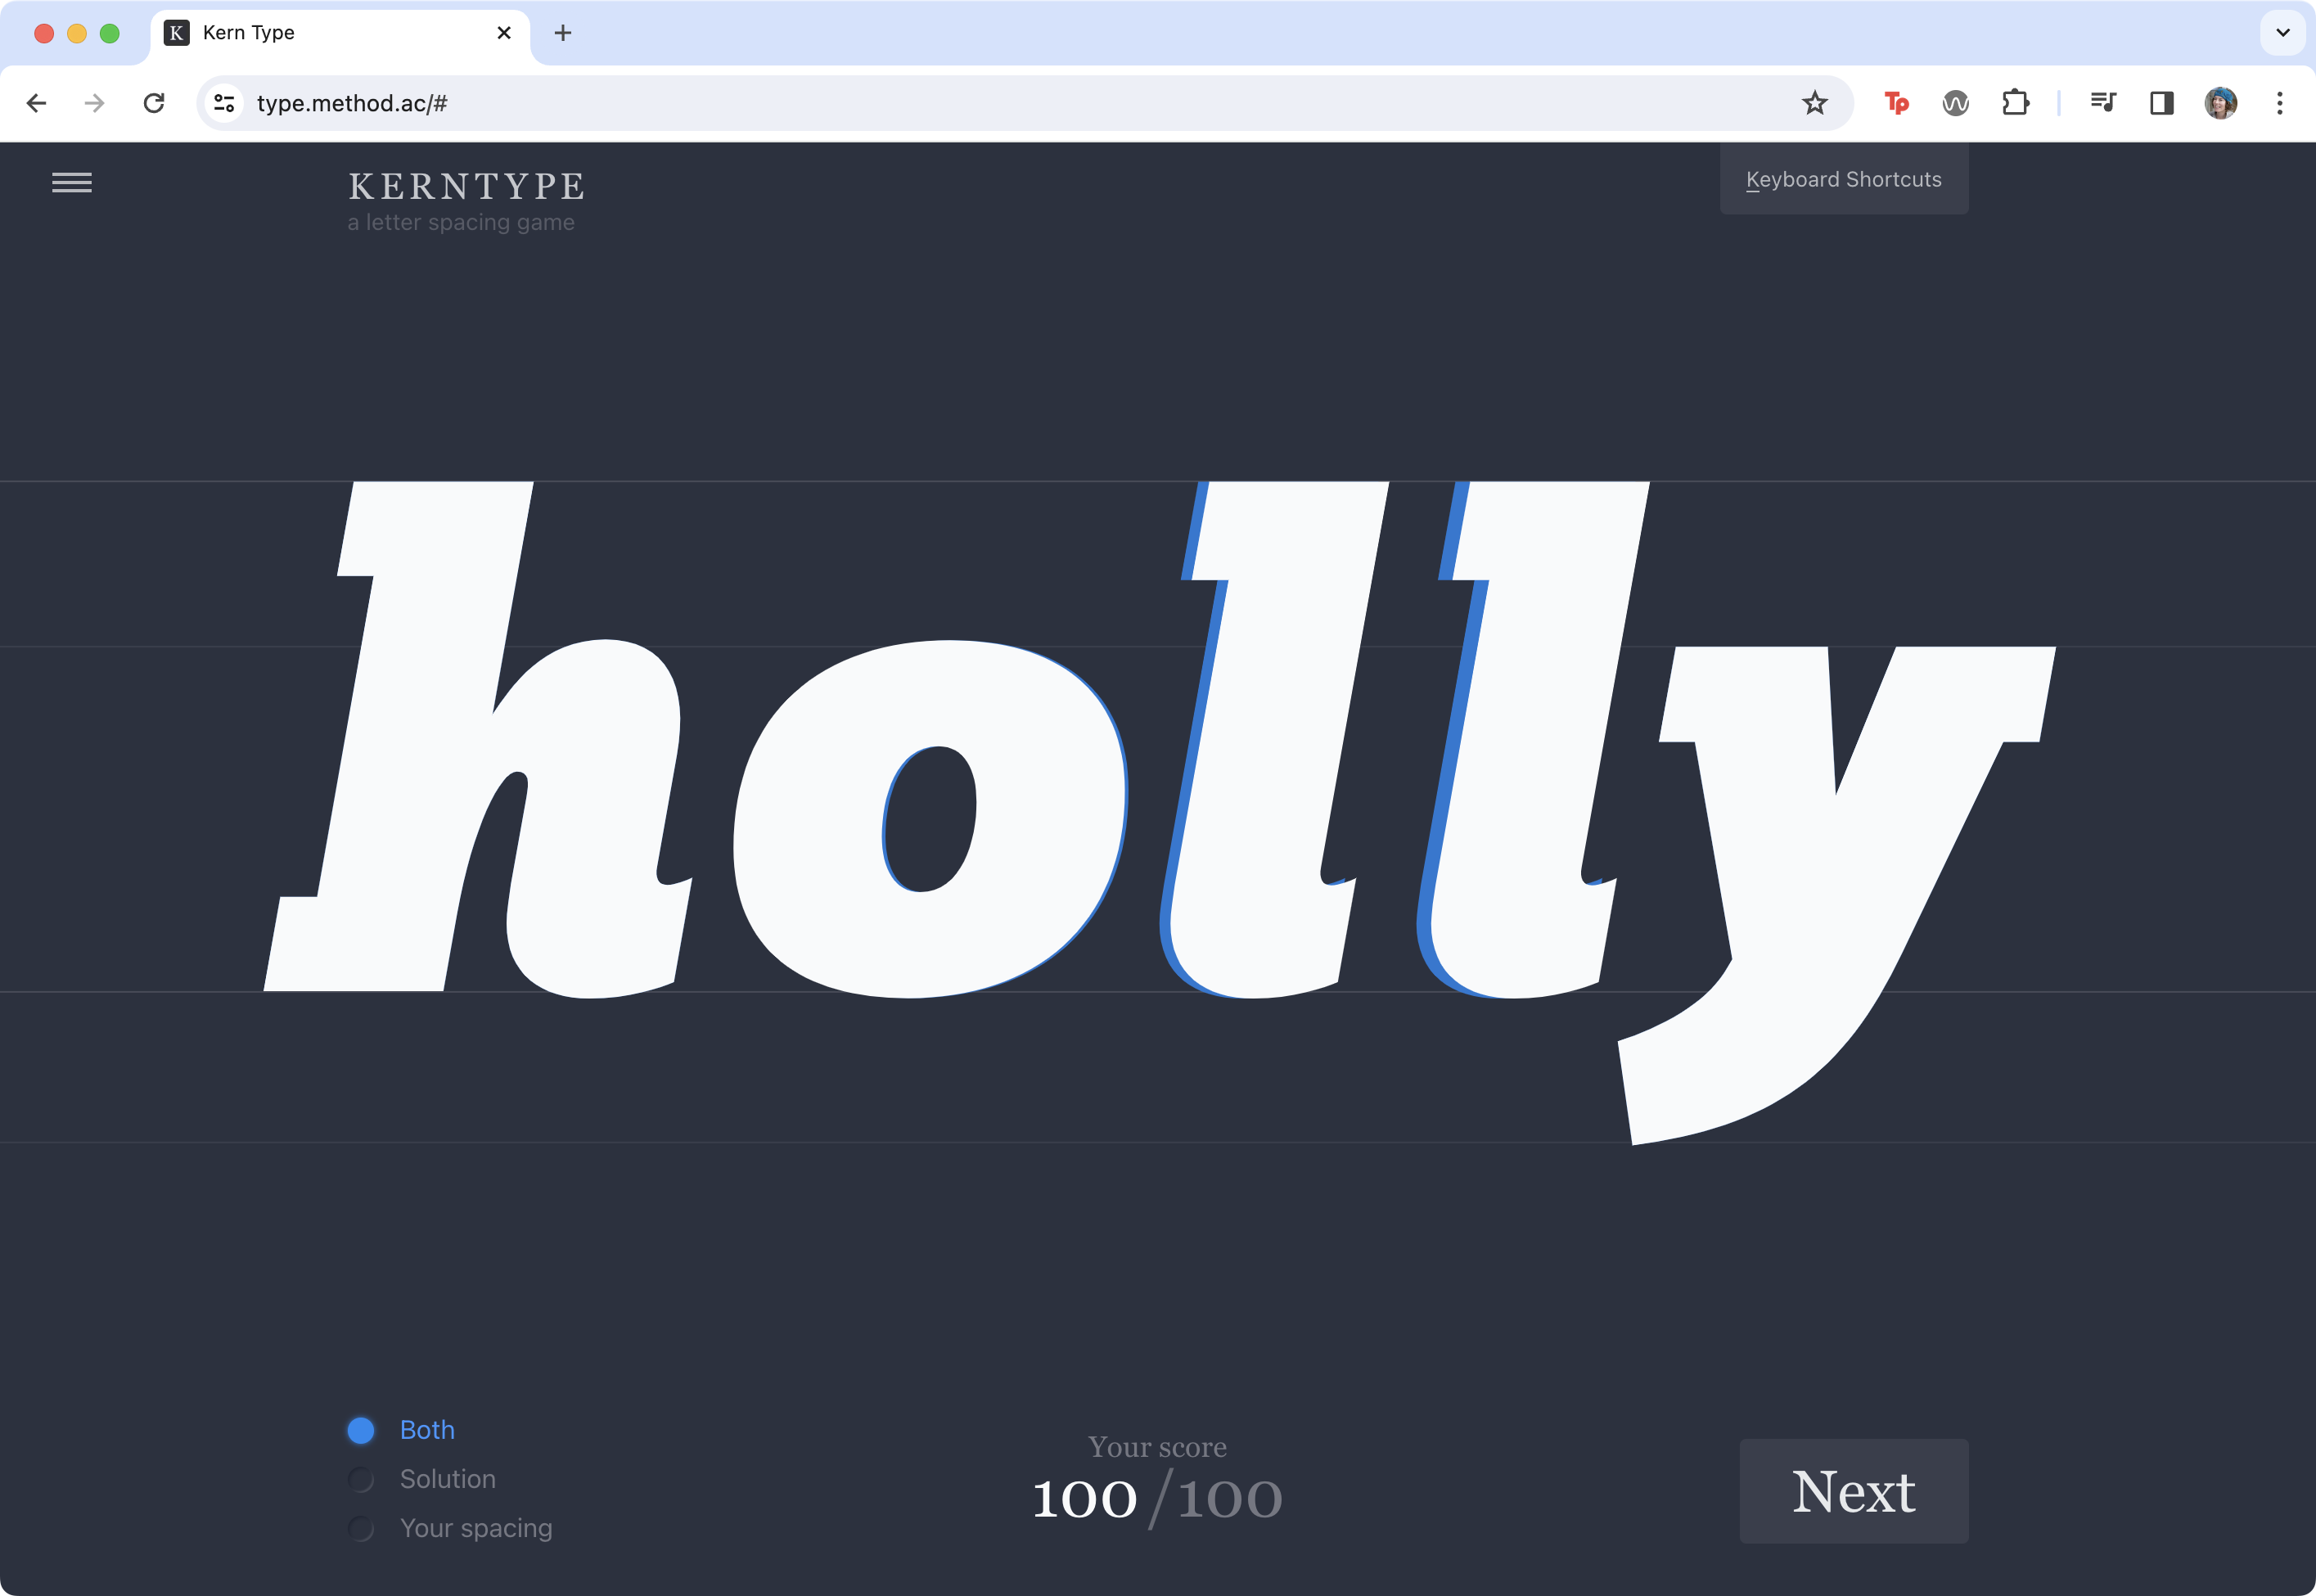 K Kern Type
type.method.ac/#
Tp
KERNTYPE
a letter spacing game
Keyboard Shortcuts
holly
Both
Solution
Your spacing
Your score
100/100
Next